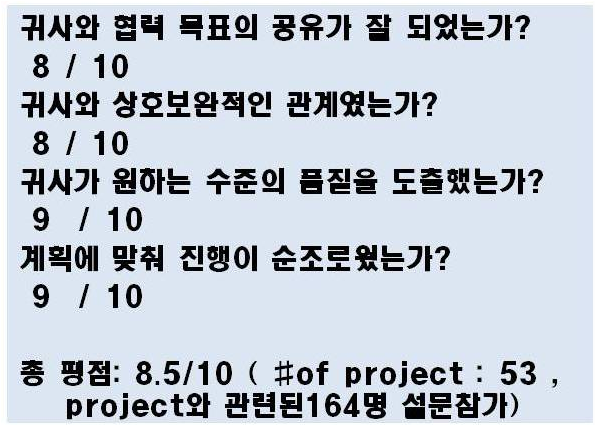 귀사와 협력 목표의 공유가 잘 되었는가?
8 / 10
귀사와 상호보완적인 관계였는가?
8 / 10
귀사가 원하는 수준의 품질을 도출했는가?
9 / 10
계획에 맞춰 진행이 순조로웠는가?
9 / 10
총 평점: 8.5/10 ( #of project : 53 ,
project와 관련된164명 설문참가)